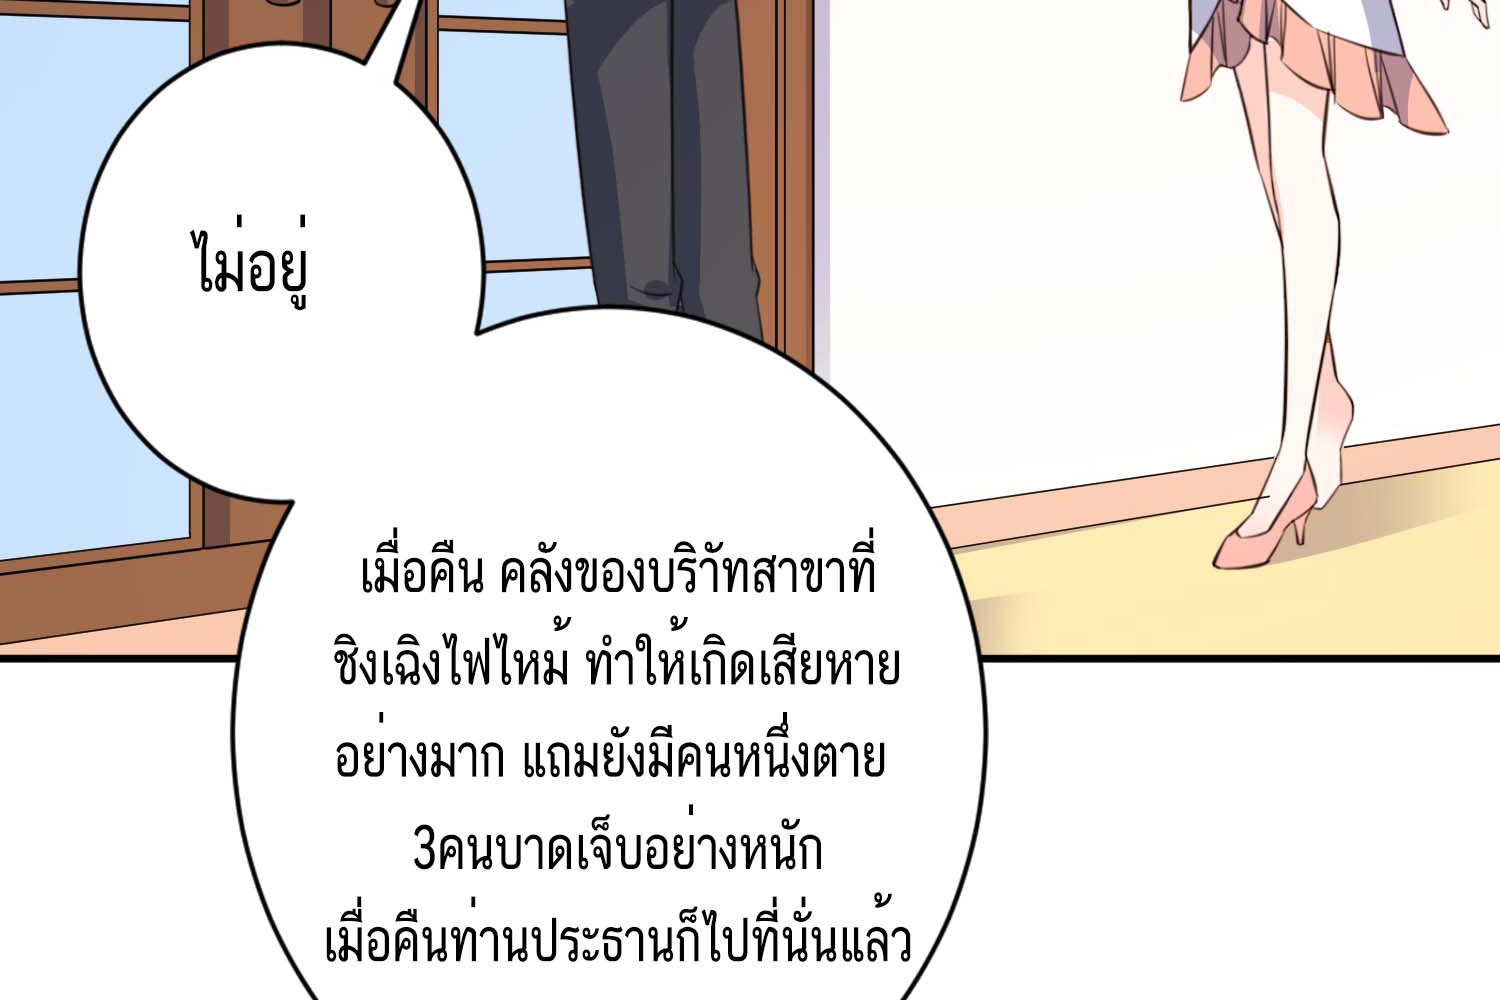 ไม่อยู่
เมื่อคืน คลังของบริัทสาขาที่
ชิงเฉิงไฟไหม้ ทำให้เกิดเสียหาย
อย่างมาก แถมยังมีคนหนึ่งตาย
3คนบาดเจ็บอย่างหนัก
เมื่อคืนท่านประธานก็ไปที่นั่นแล้ว